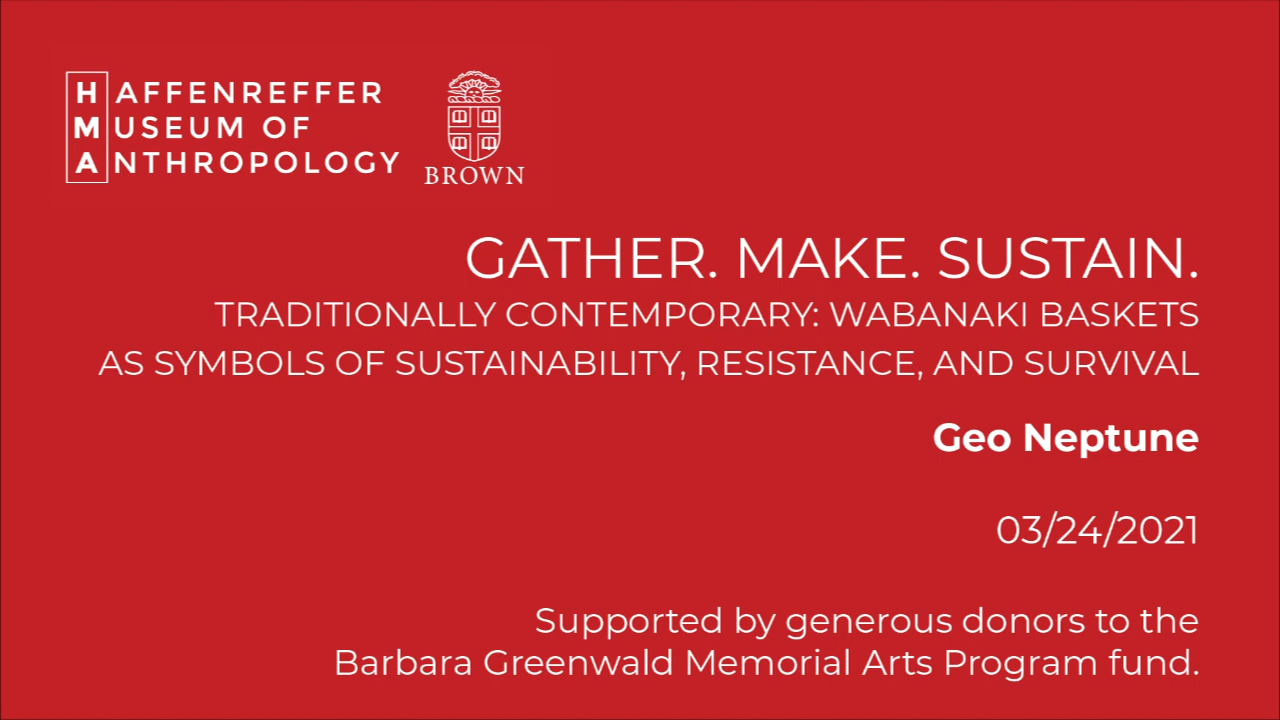 HAFFENREFFER
MUSEUM OF
ANTHROPOLOGY
BROWN
GATHER. MAKE. SUSTAIN.
TRADITIONALLY CONTEMPORARY: WABANAKI BASKETS
AS SYMBOLS OF SUSTAINABILITY, RESISTANCE, AND SURVIVAL
Geo Neptune
03/24/2021
Supported by generous donors to the
Barbara Greenwald Memorial Arts Program fund.